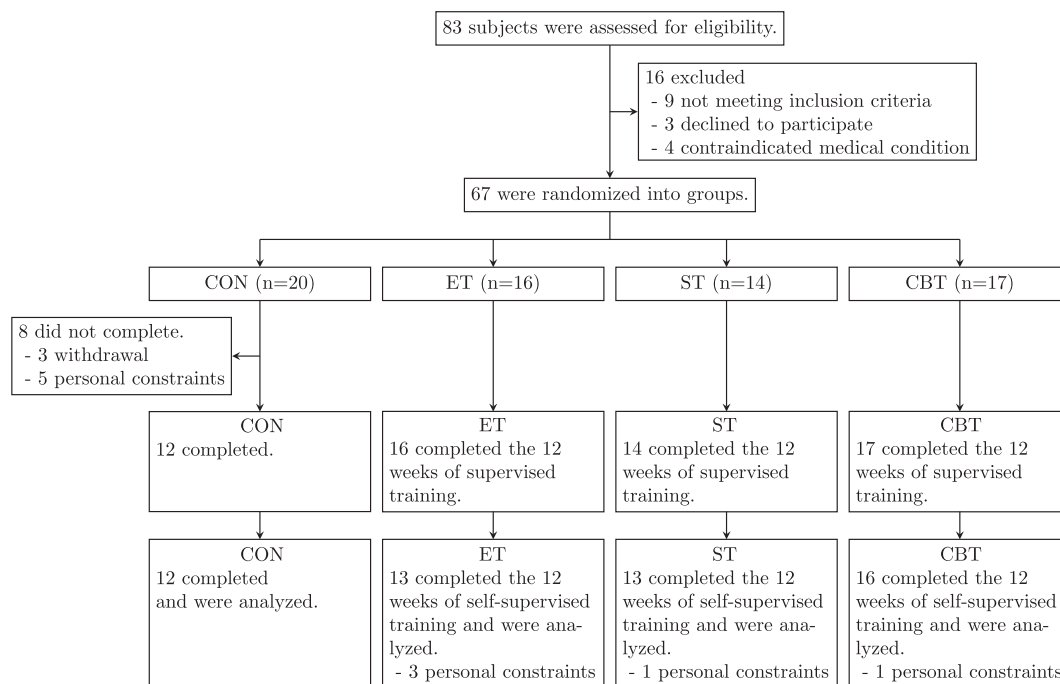 83 subjects were assessed for eligibility.
16 excluded
- 9 not meeting inclusion criteria
- 3 declined to participate
- 4 contraindicated medical condition
67 were randomized into groups.
CON (n=20)
ET (n=16)
ST (n=14)
CBT (n=17)
8 did not complete.
- 3 withdrawal
- 5 personal constraints
CON
12 completed.
ET
16 completed the 12
weeks of supervised
training.
ST
14 completed the 12
weeks of supervised
training.
CBT
17 completed the 12
weeks of supervised
training.
CON
12 completed
and were analyzed.
ET
13 completed the 12
weeks of self-supervised
training and were ana-
lyzed.
- 3 personal constraints
ST
13 completed the 12
weeks of self-supervised
training and were ana-
lyzed.
- 1 personal constraints
CBT
16 completed the 12
weeks of self-supervised
training and were ana-
lyzed.
- 1 personal constraints